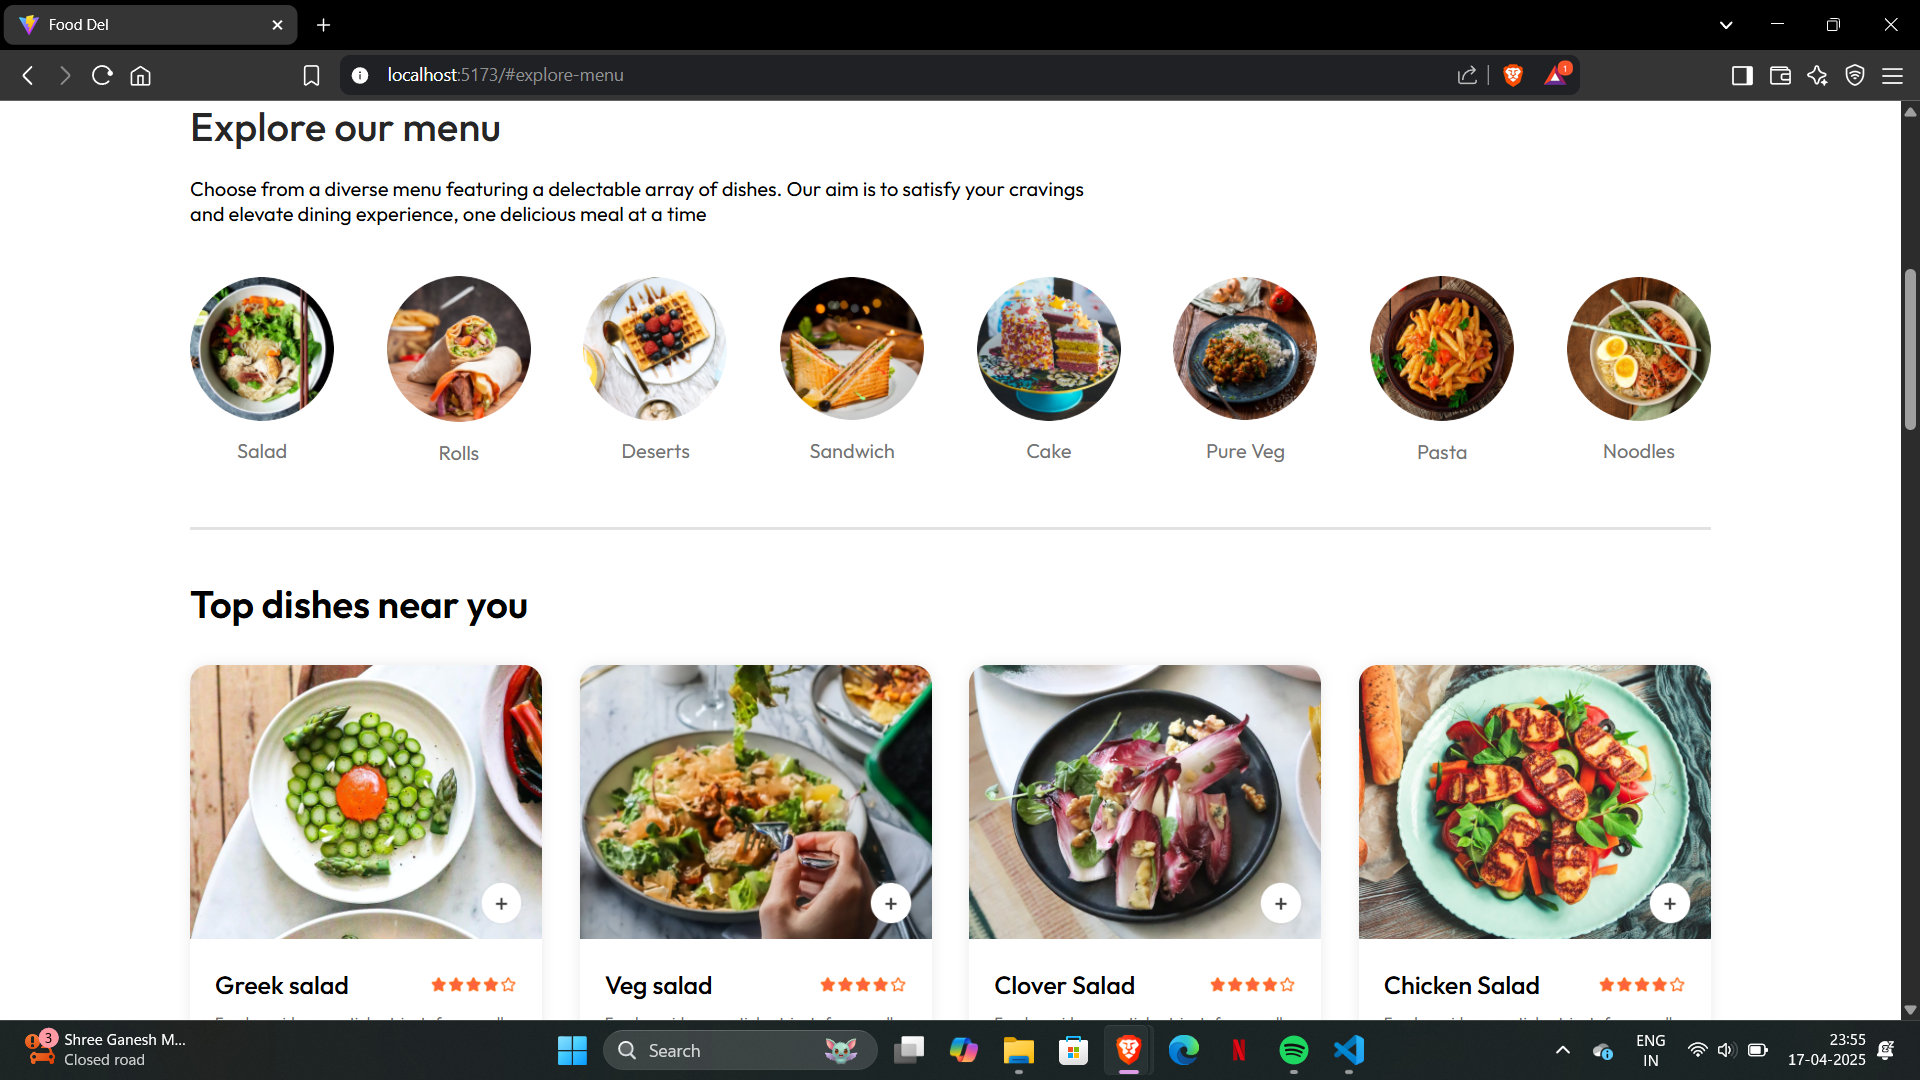 Food Del
localhost:5173/#explore-menu
1
Explore our menu
Choose from a diverse menu featuring a delectable array of dishes. Our aim is to satisfy your cravings
and elevate dining experience, one delicious meal at a time
Salad
Rolls
Deserts
Sandwich
Cake
Pure Veg
Pasta
Noodles
Top dishes near you
Greek salad
Veg salad
Clover Salad
Chicken Salad
3
Shree Ganesh M...
Closed road
Search
ENG
IN
23:55
17-04-2025